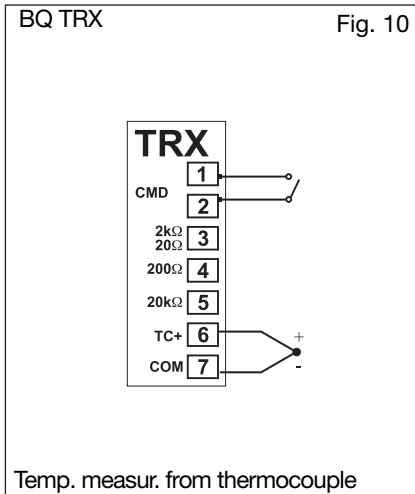 BQ TRX
Fig. 10
TRX
1
CMD
2
2kΩ
20Ω 3
200Ω 4
20kΩ 5
TC+ 6
+
COM 7
-
Temp. measur. from thermocouple